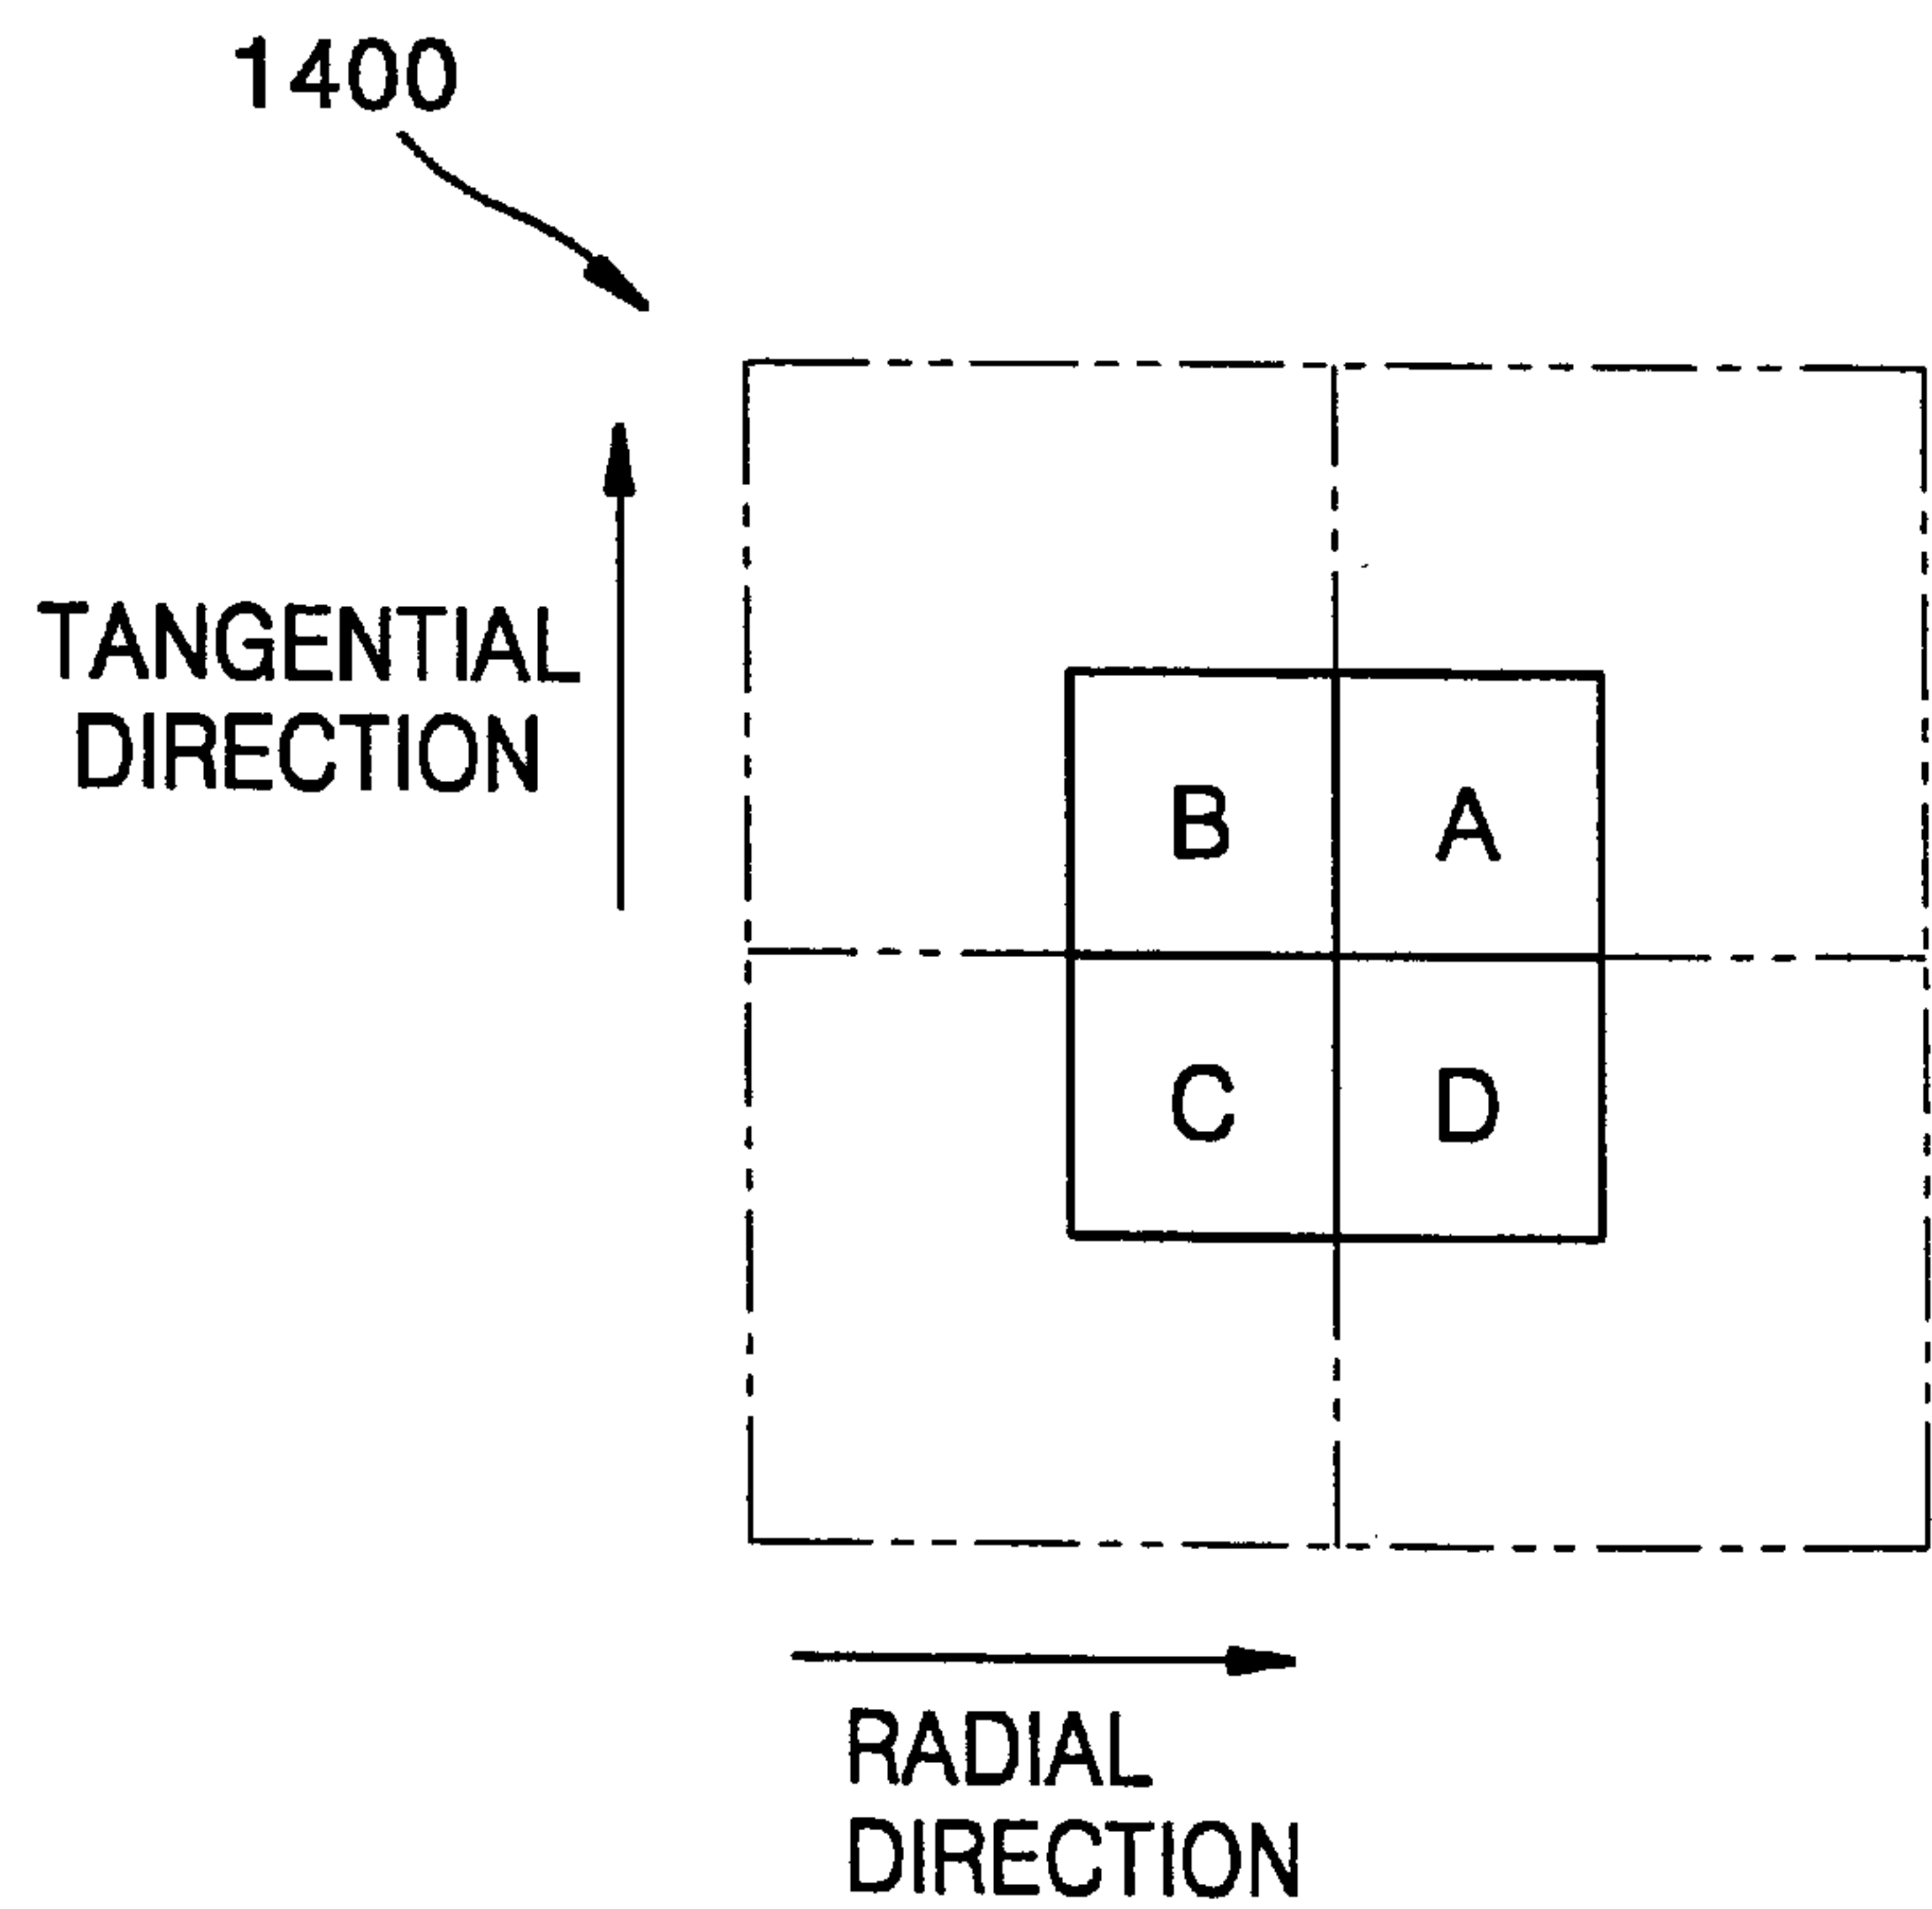 1400
TANGENTIAL
DIRECTION
B A
C D
RADIAL
DIRECTION